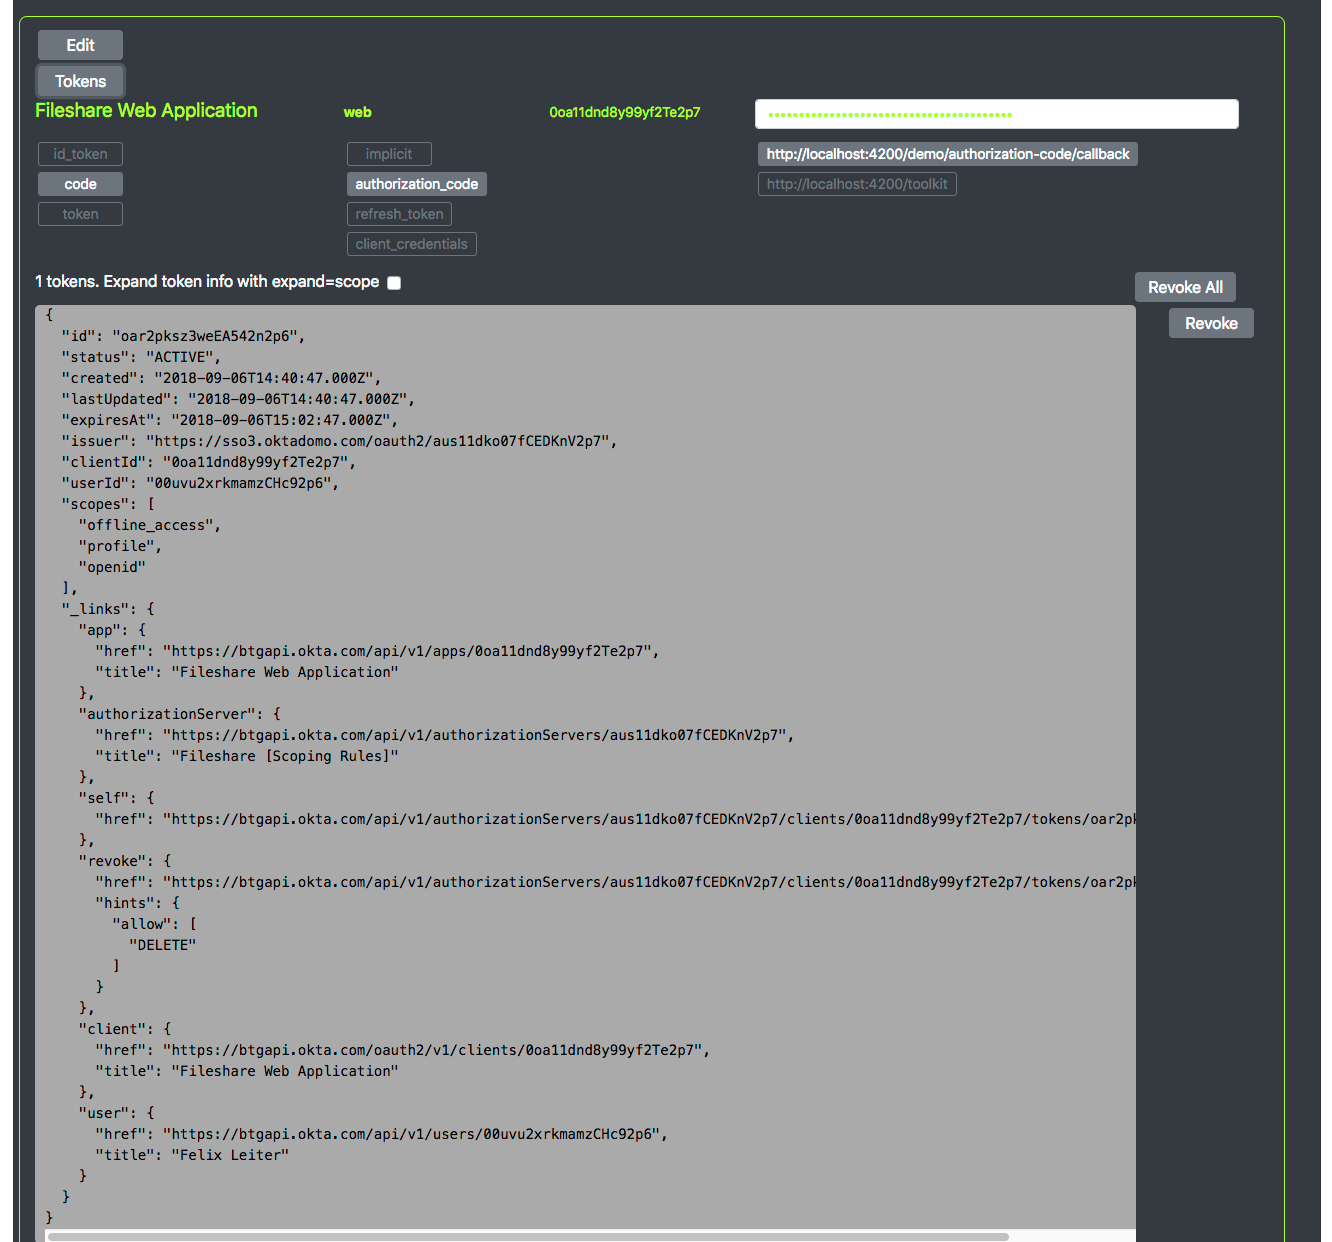 Edit
Tokens
Fileshare Web Application web 0oa11dnd8y99yf2Te2p7
id_token implicit http://localhost:4200/demo/authorization-code/callback
code authorization_code http://localhost:4200/toolkit
token refresh_token
client_credentials
1 tokens. Expand token info with expand=scope Revoke All
Revoke
{
  "id": "oar2pksz3weEA542n2p6",
  "status": "ACTIVE",
  "created": "2018-09-06T14:40:47.000Z",
  "lastUpdated": "2018-09-06T14:40:47.000Z",
  "expiresAt": "2018-09-06T15:02:47.000Z",
  "issuer": "https://sso3.oktadomo.com/oauth2/aus11dko07fCEDKnV2p7",
  "clientId": "0oa11dnd8y99yf2Te2p7",
  "userId": "00uvu2xrkmamzCHc92p6",
  "scopes": [
    "offline_access",
    "profile",
    "openid"
  ],
  "_links": {
    "app": {
      "href": "https://btgapi.okta.com/api/v1/apps/0oa11dnd8y99yf2Te2p7",
      "title": "Fileshare Web Application"
    },
    "authorizationServer": {
      "href": "https://btgapi.okta.com/api/v1/authorizationServers/aus11dko07fCEDKnV2p7",
      "title": "Fileshare [Scoping Rules]"
    },
    "self": {
      "href": "https://btgapi.okta.com/api/v1/authorizationServers/aus11dko07fCEDKnV2p7/clients/0oa11dnd8y99yf2Te2p7/tokens/oar2pk
    },
    "revoke": {
      "href": "https://btgapi.okta.com/api/v1/authorizationServers/aus11dko07fCEDKnV2p7/clients/0oa11dnd8y99yf2Te2p7/tokens/oar2pk
      "hints": {
        "allow": [
          "DELETE"
        ]
      }
    },
    "client": {
      "href": "https://btgapi.okta.com/oauth2/v1/clients/0oa11dnd8y99yf2Te2p7",
      "title": "Fileshare Web Application"
    },
    "user": {
      "href": "https://btgapi.okta.com/api/v1/users/00uvu2xrkmamzCHc92p6",
      "title": "Felix Leiter"
    }
  }
}